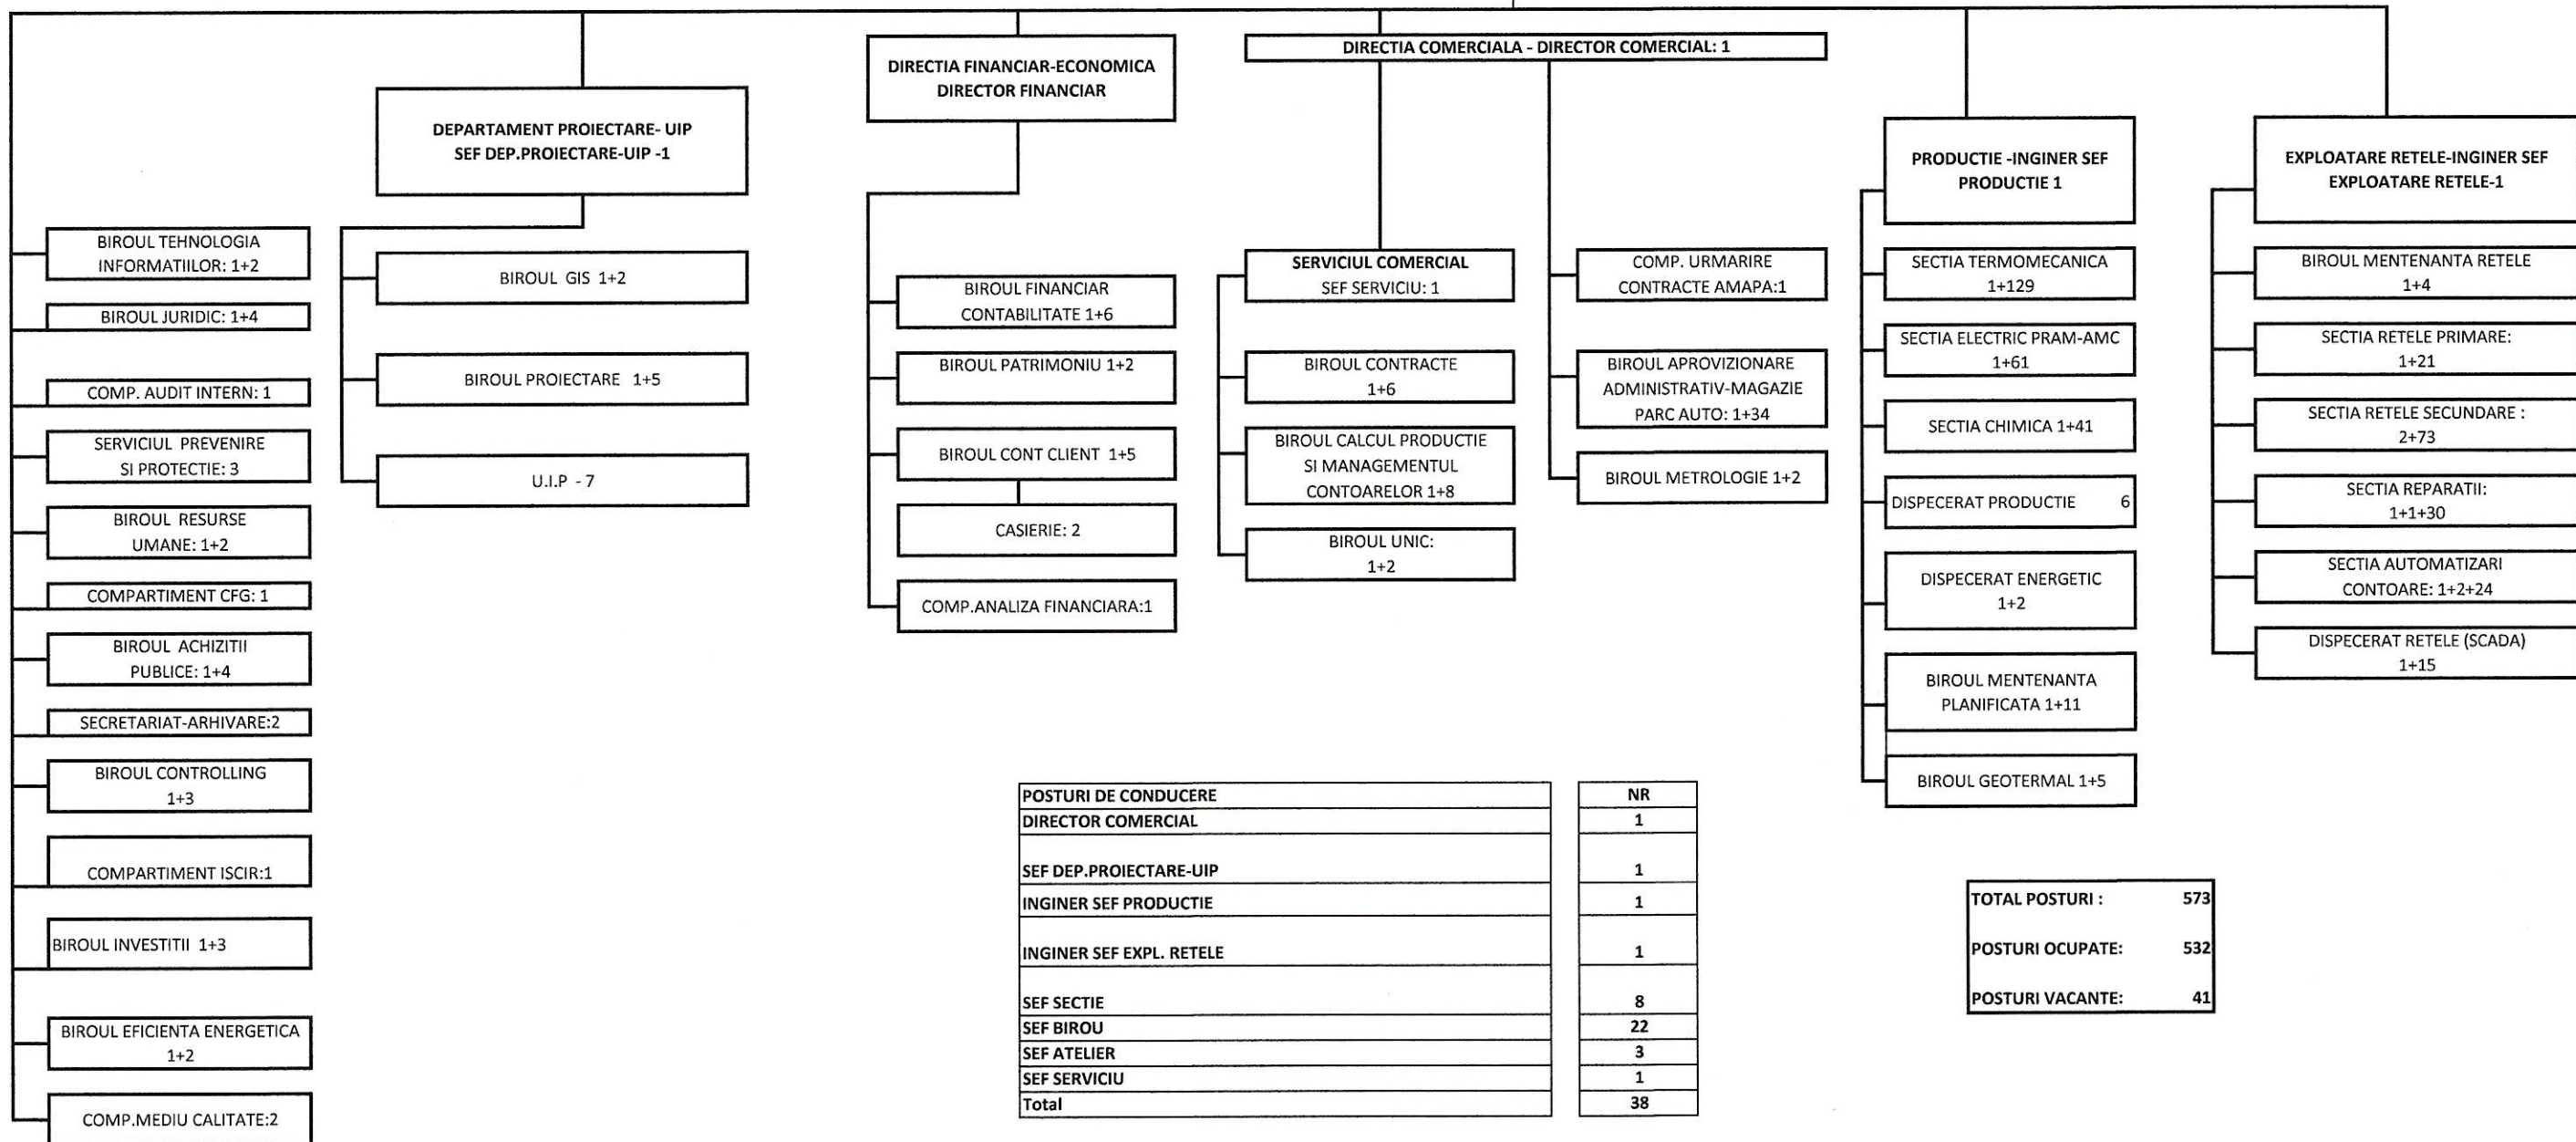 BIROUL TEHNOLOGIA
INFORMATIILOR: 1+2
BIROUL JURIDIC: 1+4
COMP. AUDIT INTERN: 1
SERVICIUL PREVENIRE
SI PROTECTIE: 3
BIROUL RESURSE
UMANE: 1+2
COMPARTIMENT CFG: 1
BIROUL ACHIZITII
PUBLICE: 1+4
SECRETARIAT-ARHIVARE:2
BIROUL CONTROLLING
1+3
COMPARTIMENT ISCIR:1
BIROUL INVESTITII 1+3
BIROUL EFICIENTA ENERGETICA
1+2
COMP.MEDIU CALITATE:2
DEPARTAMENT PROIECTARE- UIP
SEF DEP.PROIECTARE-UIP -1
BIROUL GIS 1+2
BIROUL PROIECTARE 1+5
U.I.P - 7
DIRECTIA FINANCIAR-ECONOMICA
DIRECTOR FINANCIAR
BIROUL FINANCIAR
CONTABILITATE 1+6
BIROUL PATRIMONIU 1+2
BIROUL CONT CLIENT 1+5
CASIERIE: 2
COMP.ANALIZA FINANCIARA:1
DIRECTIA COMERCIALA - DIRECTOR COMERCIAL: 1
SERVICIUL COMERCIAL
SEF SERVICIU: 1
BIROUL CONTRACTE
1+6
BIROUL CALCUL PRODUCTIE
SI MANAGEMENTUL
CONTOARELOR 1+8
BIROUL UNIC:
1+2
COMP. URMARIRE
CONTRACTE AMAPA:1
BIROUL APROVIZIONARE
ADMINISTRATIV-MAGAZIE
PARC AUTO: 1+34
BIROUL METROLOGIE 1+2
PRODUCTIE -INGINER SEF
PRODUCTIE 1
SECTIA TERMOMECANICA
1+129
SECTIA ELECTRIC PRAM-AMC
1+61
SECTIA CHIMICA 1+41
DISPECERAT PRODUCTIE 6
DISPECERAT ENERGETIC
1+2
BIROUL MENTENANTA
PLANIFICATA 1+11
BIROUL GEOTERMAL 1+5
EXPLOATARE RETELE-INGINER SEF
EXPLOATARE RETELE-1
BIROUL MENTENANTA RETELE
1+4
SECTIA RETELE PRIMARE:
1+21
SECTIA RETELE SECUNDARE :
2+73
SECTIA REPARATII:
1+1+30
SECTIA AUTOMATIZARI
CONTOARE: 1+2+24
DISPECERAT RETELE (SCADA)
1+15
POSTURI DE CONDUCERE NR
DIRECTOR COMERCIAL 1
SEF DEP.PROIECTARE-UIP 1
INGINER SEF PRODUCTIE 1
INGINER SEF EXPL. RETELE 1
SEF SECTIE 8
SEF BIROU 22
SEF ATELIER 3
SEF SERVICIU 1
Total 38
TOTAL POSTURI : 573
POSTURI OCUPATE: 532
POSTURI VACANTE: 41